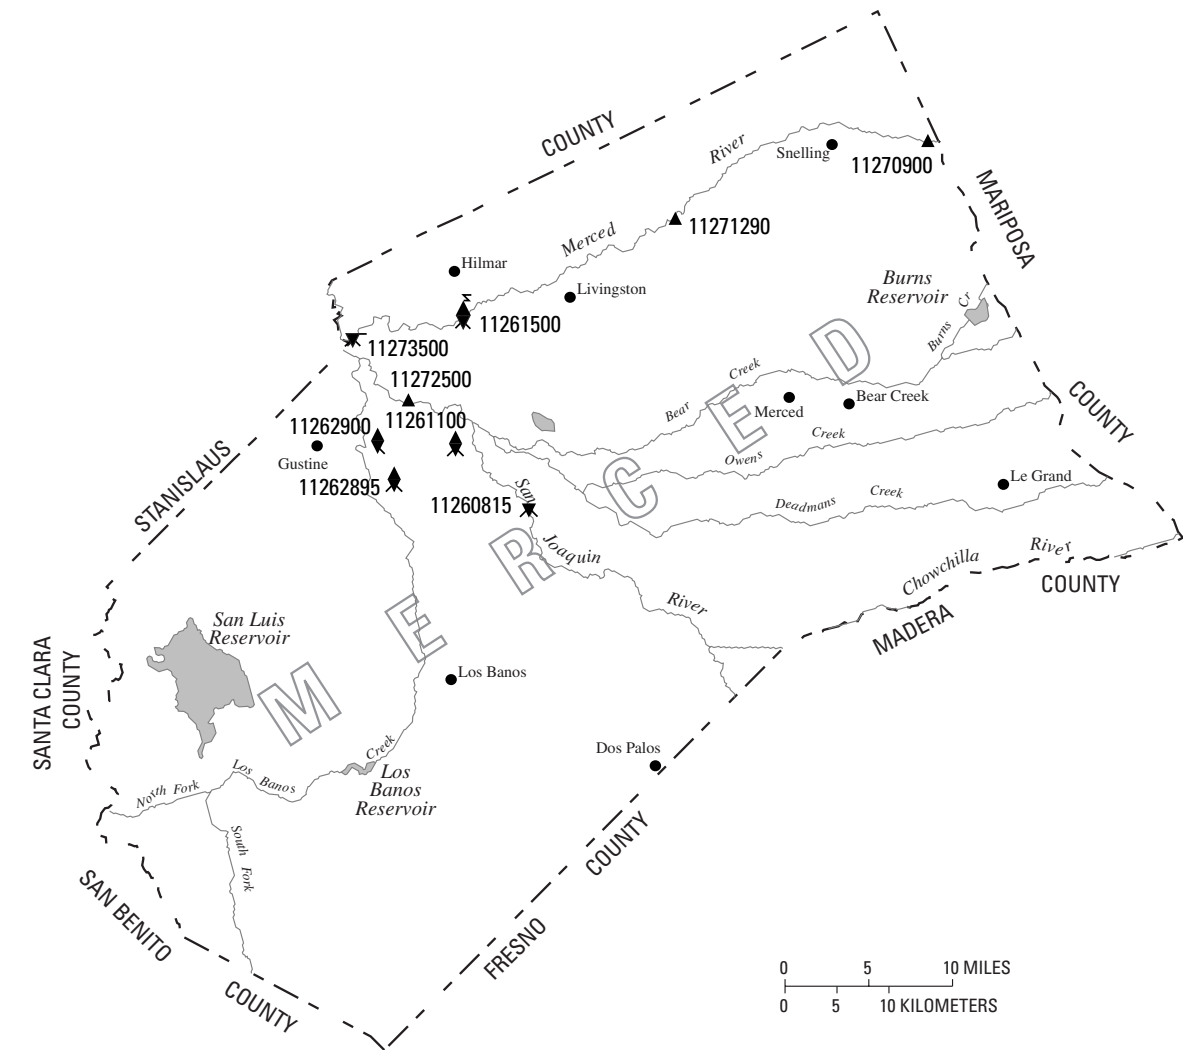 COUNTY
River
Snelling
11270900
MARIPOSA
11271290
Merced
Hilmar
Livingston
Burns
Reservoir
11261500
Burns Cr
11273500
11272500
Creek
D
COUNTY
11262900
11261100
Bear
Merced
Bear Creek
E
Gustine
Creek
Owens
STANISLAUS
11262895
C
Le Grand
11260815
San
Deadmans
Creek
R
Joaquin
Chowchilla
River
COUNTY
River
MADERA
San Luis
Reservoir
E
SANTA CLARA
COUNTY
Los Banos
M
Dos Palos
Creek
North Fork
Los Banos
Los
Banos
Reservoir
South Fork
COUNTY
SAN BENITO
FRESNO
COUNTY
0 5 10 MILES
0 5 10 KILOMETERS